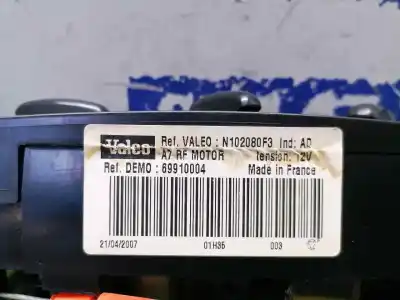 Valeo
Ref. VALEO : N102080F3 Ind: AD
A7 RF MOTOR tension. 12V
Ref. DEMO : 69910004 Made in France
21/04/2007 01H35 003